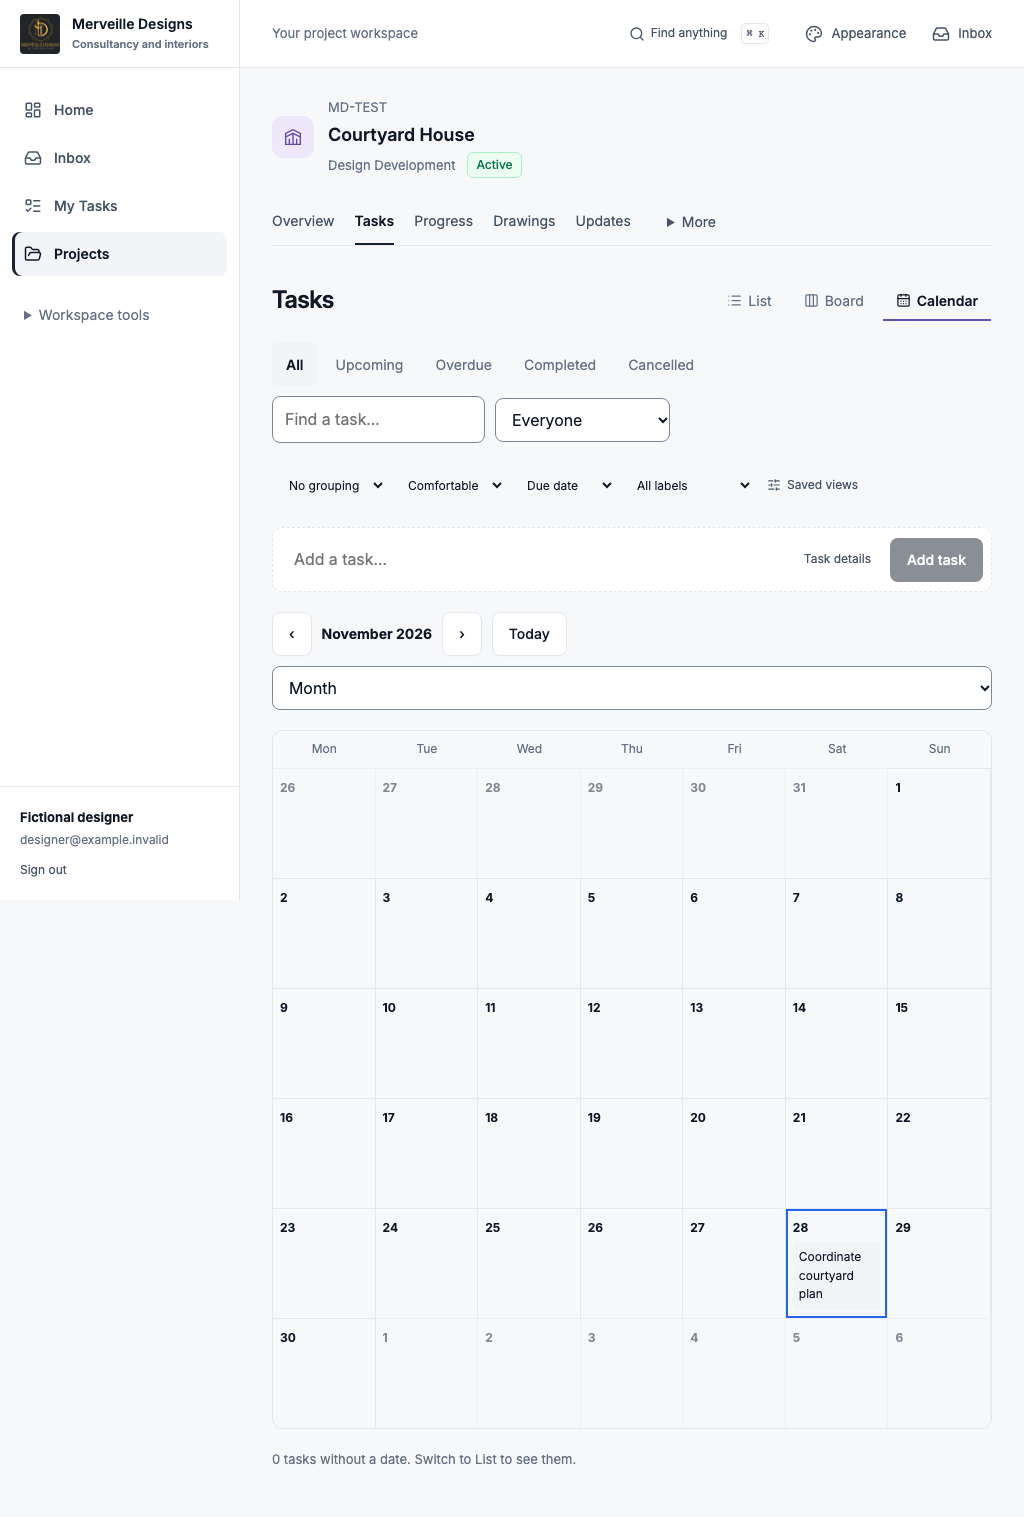 Merveille Designs
Consultancy and interiors
Your project workspace
Find anything
⌘ K
Appearance
Inbox
Home
Inbox
My Tasks
Projects
Workspace tools
Fictional designer
designer@example.invalid
Sign out
MD-TEST
Courtyard House
Design Development
Active
Overview Tasks Progress Drawings Updates More
Tasks
List Board Calendar
All Upcoming Overdue Completed Cancelled
Find a task...
Everyone
No grouping Comfortable Due date All labels Saved views
Add a task...
Task details
Add task
‹ November 2026 › Today
Month
Mon Tue Wed Thu Fri Sat Sun
26 27 28 29 30 31 1
2 3 4 5 6 7 8
9 10 11 12 13 14 15
16 17 18 19 20 21 22
23 24 25 26 27 28 29
Coordinate
courtyard
plan
30 1 2 3 4 5 6
0 tasks without a date. Switch to List to see them.